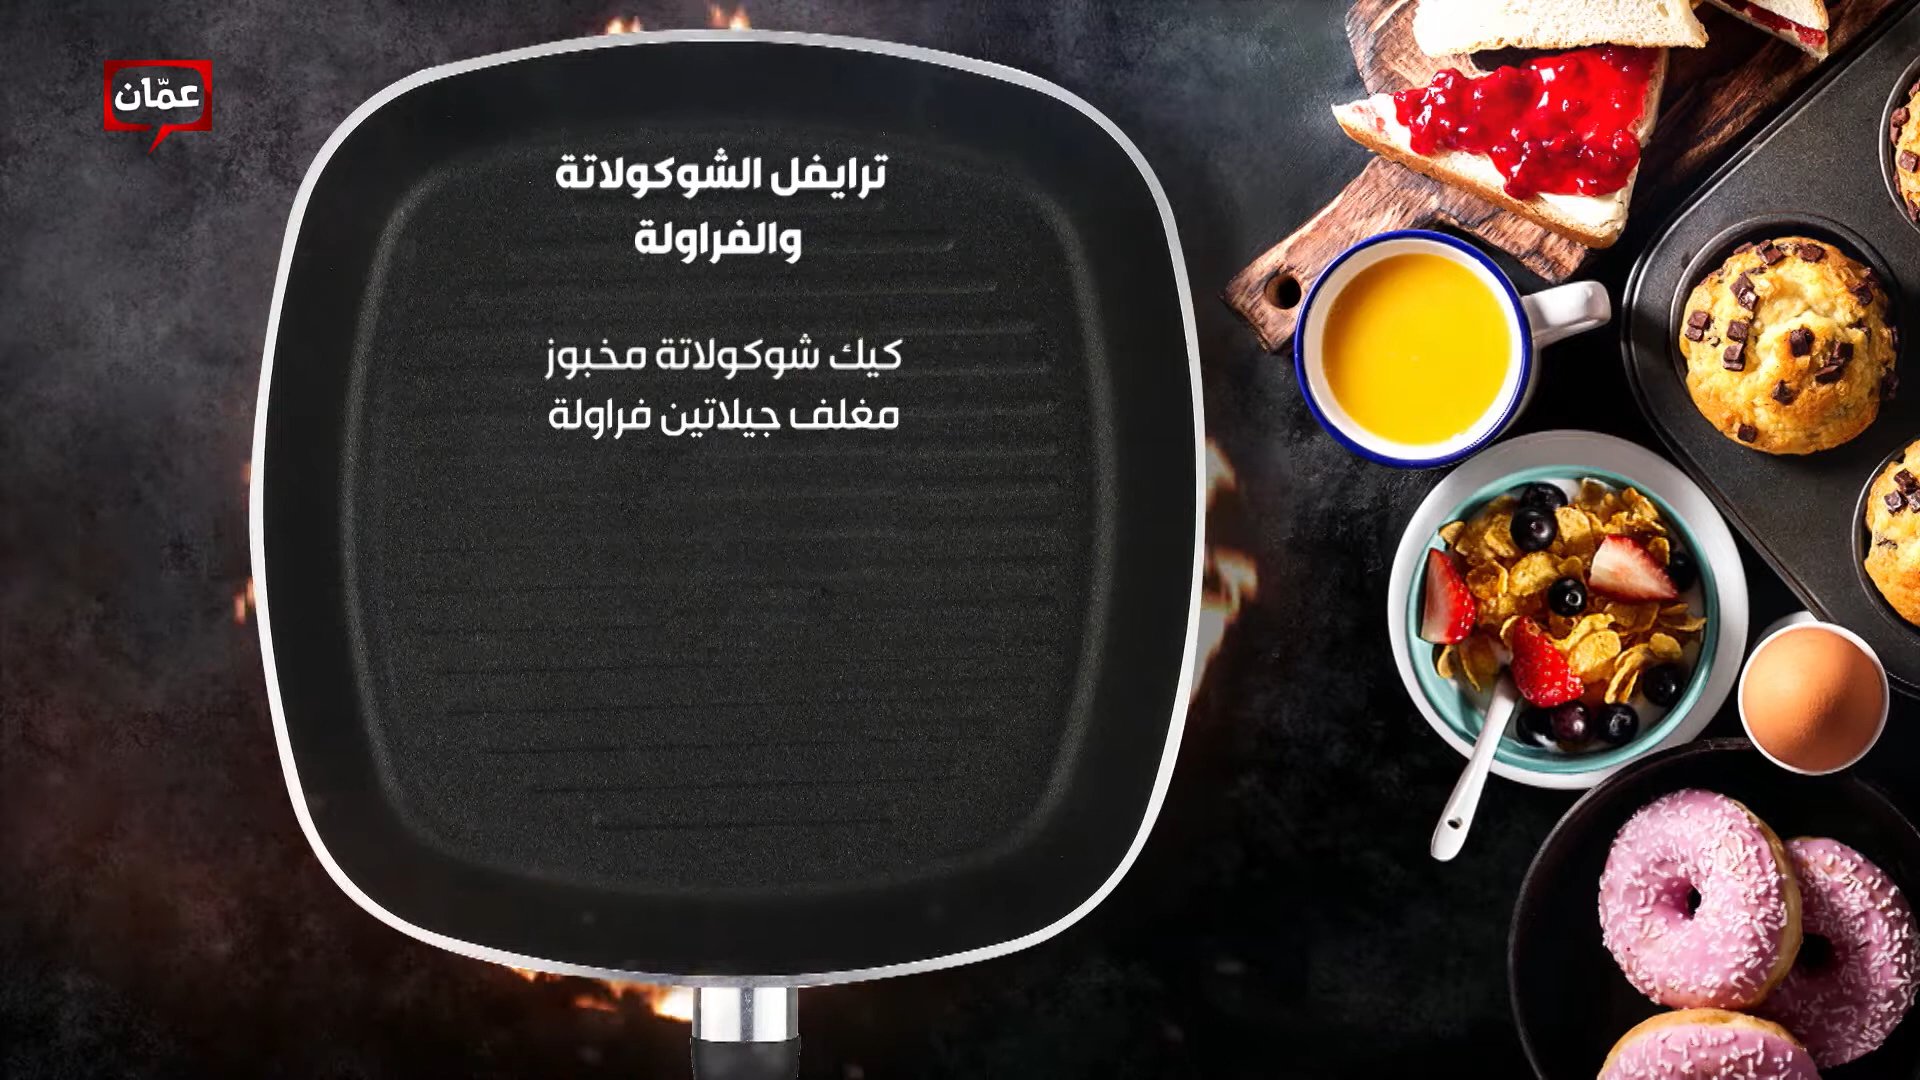 عمّان
ترايفل الشوكولاتة
والفراولة
كيك شوكولاتة مخبوز
مغلف جيلاتين فراولة